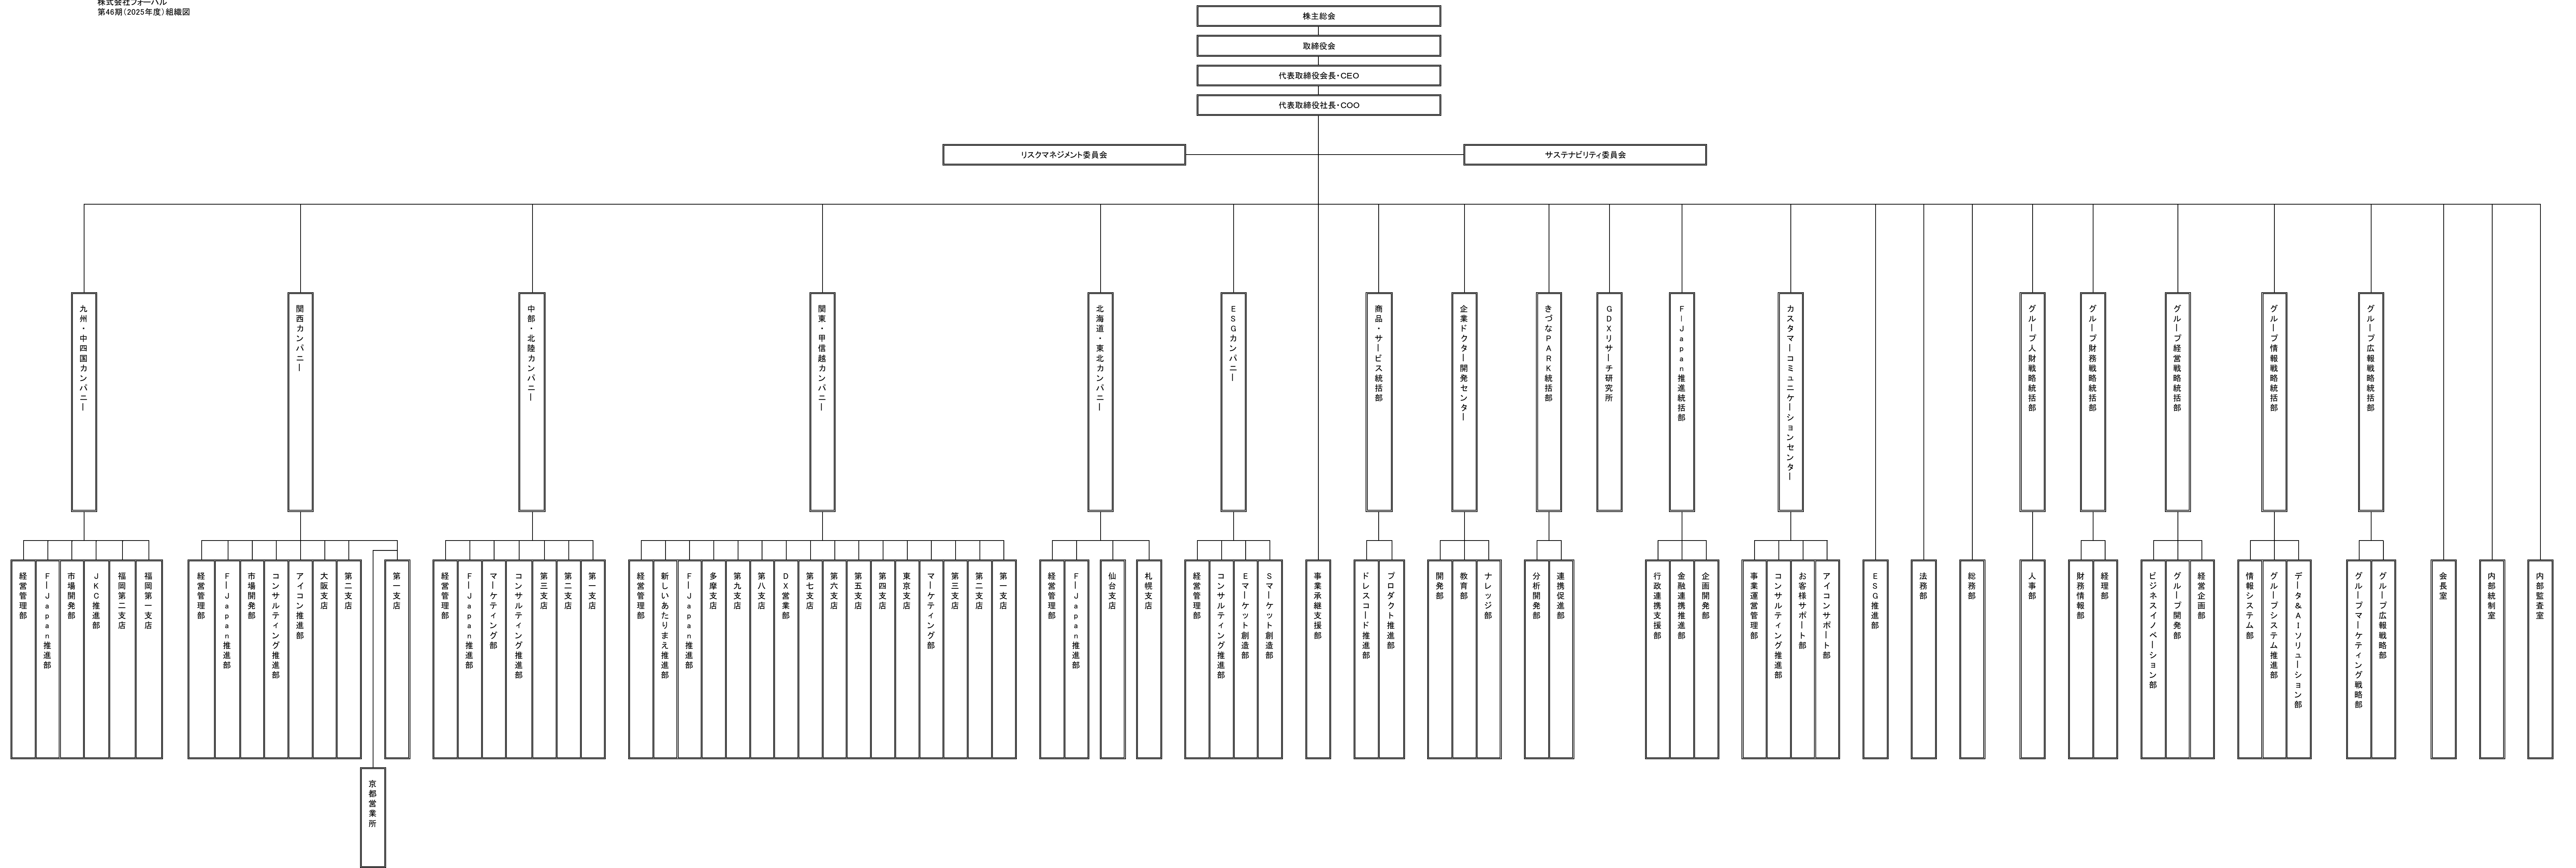 株式会社フォーバル
第46期（2025年度）組織図
株主総会
取締役会
代表取締役会長・CEO
代表取締役社長・COO
リスクマネジメント委員会
サステナビリティ委員会
九州・中四国カンパニー
関西カンパニー
中部・北陸カンパニー
関東・甲信越カンパニー
北海道・東北カンパニー
ESGカンパニー
商品・サービス統括部
企業ドクター開発センター
きづなPARK統括部
GDXリサーチ研究所
F－Japan推進統括部
カスタマーコミュニケーションセンター
グループ人財戦略統括部
グループ財務戦略統括部
グループ経営戦略統括部
グループ情報戦略統括部
グループ広報戦略統括部
経営管理部
F－Japan推進部
市場開発部
JKC推進部
福岡第二支店
福岡第一支店
経営管理部
F－Japan推進部
市場開発部
コンサルティング推進部
アイコン推進部
大阪支店
第二支店
第一支店
経営管理部
F－Japan推進部
マーケティング部
コンサルティング推進部
第三支店
第二支店
第一支店
経営管理部
新しいあたりまえ推進部
F－Japan推進部
多摩支店
第九支店
第八支店
DX営業部
第七支店
第六支店
第五支店
第四支店
東京支店
マーケティング部
第三支店
第二支店
第一支店
経営管理部
F－Japan推進部
仙台支店
札幌支店
経営管理部
コンサルティング推進部
Eマーケット創造部
Sマーケット創造部
事業承継支援部
ドレスコード推進部
プロダクト推進部
開発部
教育部
ナレッジ部
分析開発部
連携促進部
行政連携支援部
金融連携推進部
企画開発部
事業運営管理部
コンサルティング推進部
お客様サポート部
アイコンサポート部
ESG推進部
法務部
総務部
人事部
財務情報部
経理部
ビジネスイノベーション部
グループ開発部
経営企画部
情報システム部
グループシステム推進部
データ＆AIソリューション部
グループマーケティング戦略部
グループ広報戦略部
会長室
内部統制室
内部監査室
京都営業所